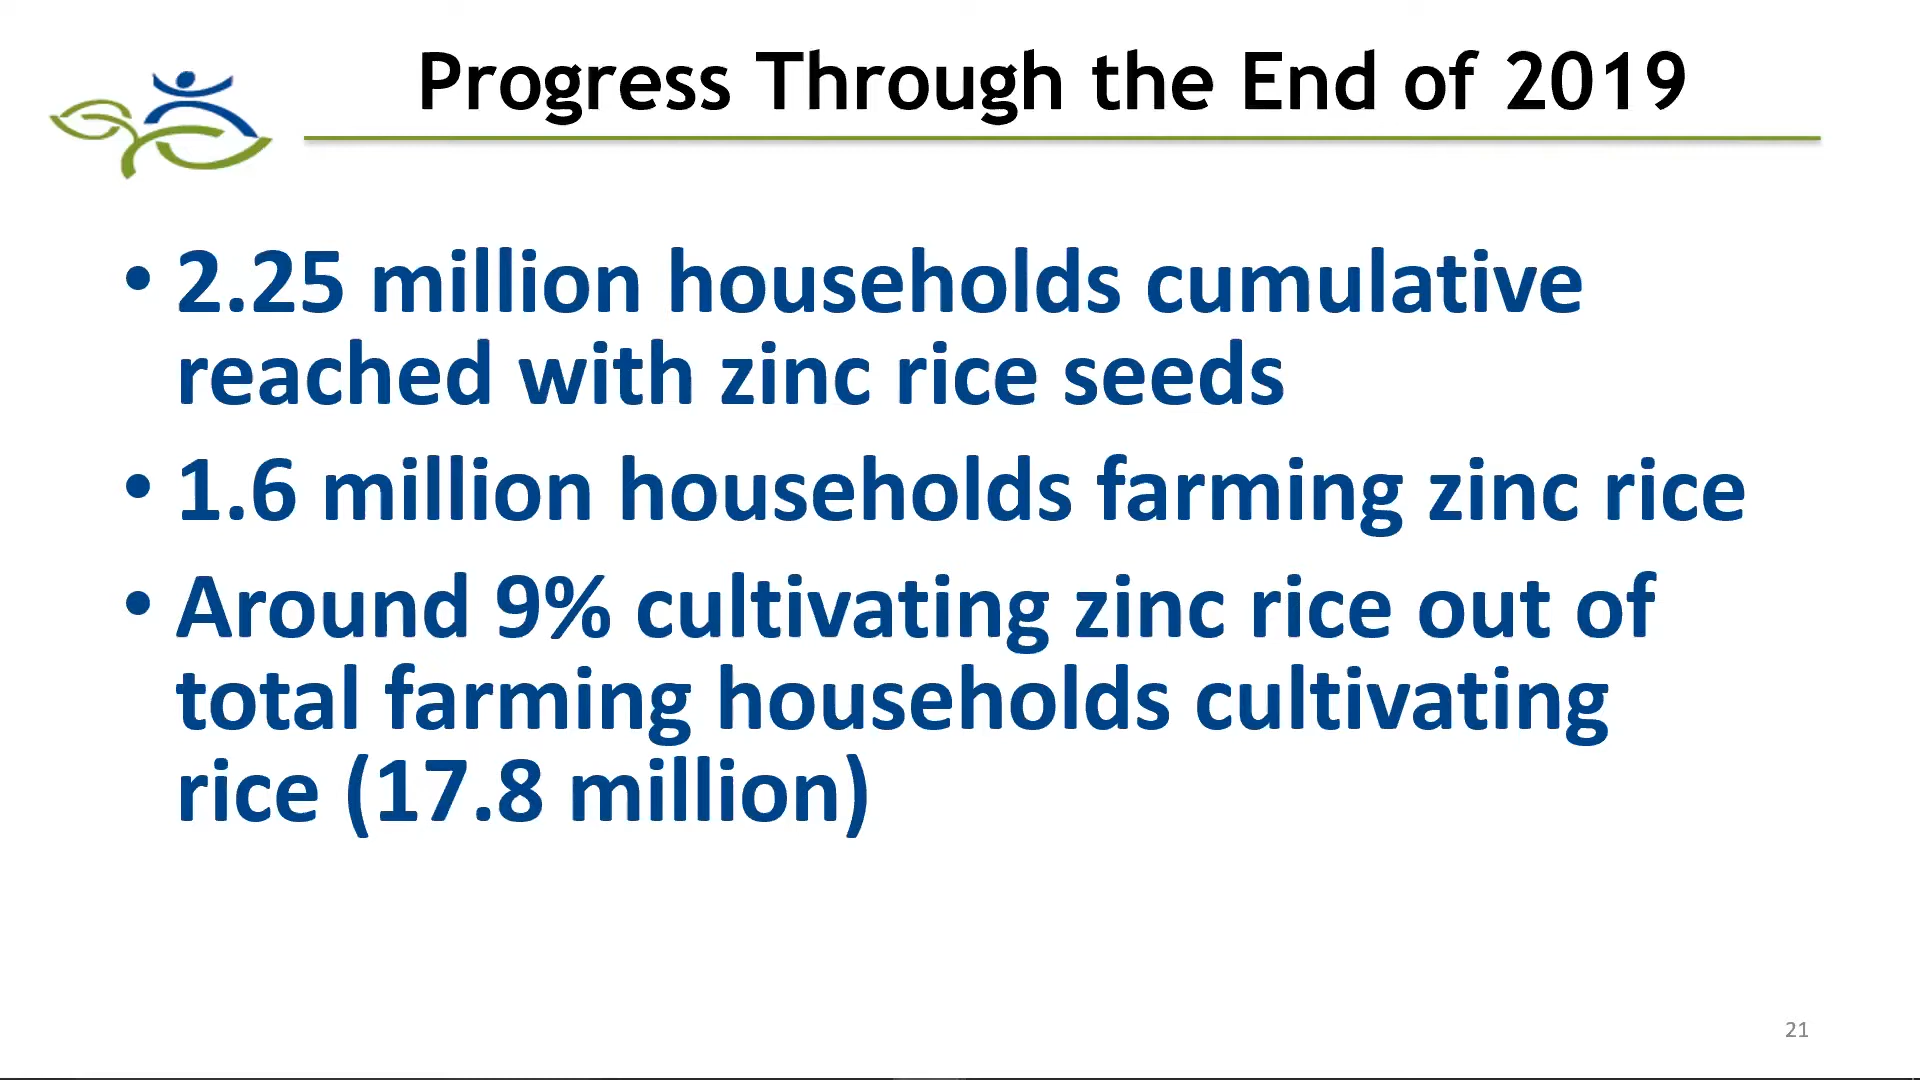 Progress Through the End of 2019
• 2.25 million households cumulative
reached with zinc rice seeds
• 1.6 million households farming zinc rice
• Around 9% cultivating zinc rice out of
total farming households cultivating
rice (17.8 million)
21